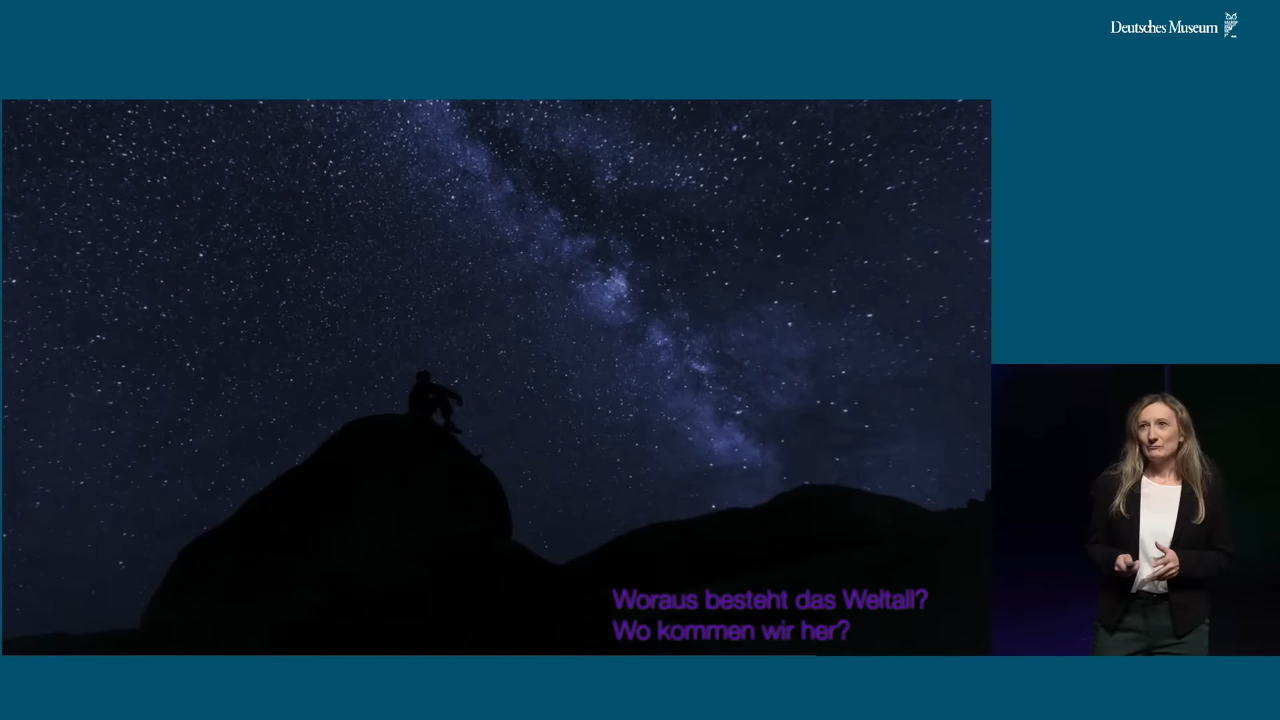 Deutsches Museum
Woraus besteht das Weltall?
Wo kommen wir her?